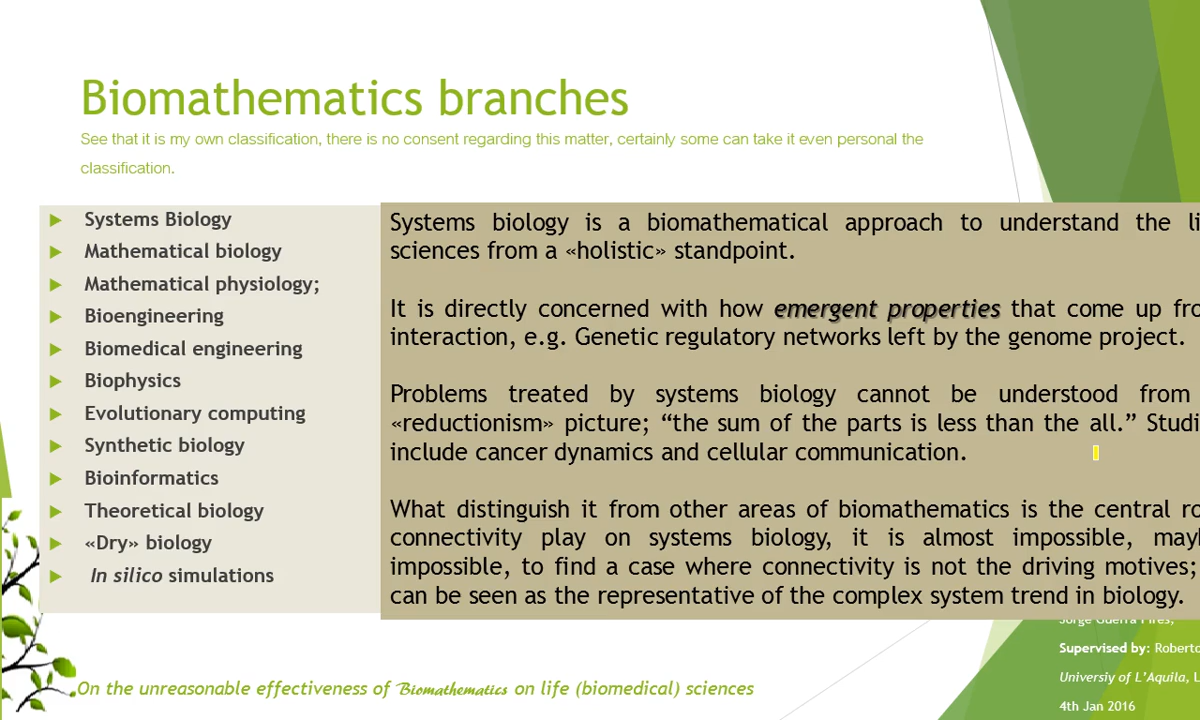 Biomathematics branches
See that it is my own classification, there is no consent regarding this matter, certainly some can take it even personal the
classification.
Systems Biology
Mathematical biology
Mathematical physiology;
Bioengineering
Biomedical engineering
Biophysics
Evolutionary computing
Synthetic biology
Bioinformatics
Theoretical biology
«Dry» biology
In silico simulations
Systems biology is a biomathematical approach to understand the
sciences from a «holistic» standpoint.
It is directly concerned with how emergent properties that come up
interaction, e.g. Genetic regulatory networks left by the genome project.
Problems treated by systems biology cannot be understood from
«reductionism» picture; “the sum of the parts is less than the all.”
include cancer dynamics and cellular communication.
What distinguish it from other areas of biomathematics is the central
connectivity play on systems biology, it is almost impossible,
impossible, to find a case where connectivity is not the driving motives;
can be seen as the representative of the complex system trend in biology.
Jorge Guerra Pires,
Supervised by: Roberto
Universiy of L’Aquila,
4th Jan 2016
On the unreasonable effectiveness of Biomathematics on life (biomedical) sciences